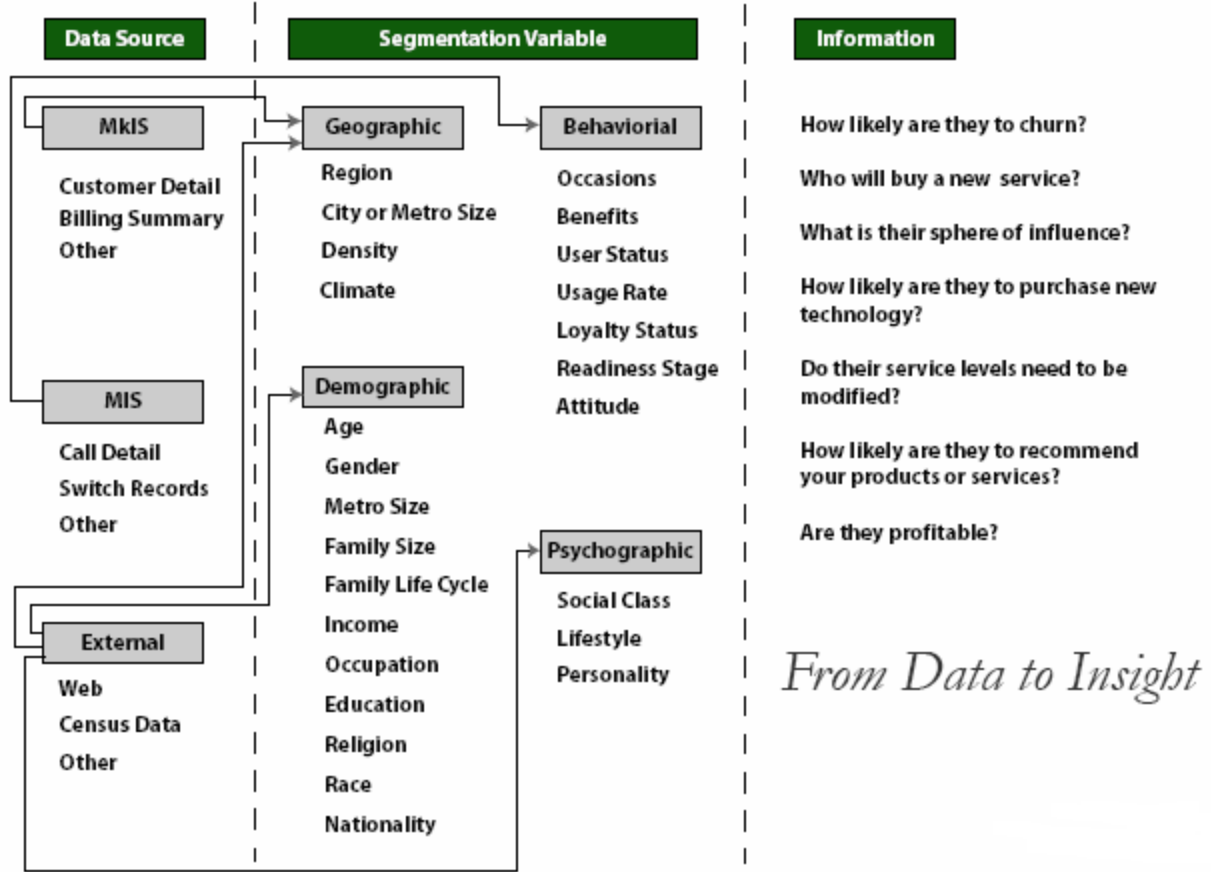 Data Source
Segmentation Variable
Information
MkIS
Customer Detail
Billing Summary
Other
MIS
Call Detail
Switch Records
Other
External
Web
Census Data
Other
Geographic
Region
City or Metro Size
Density
Climate
Demographic
Age
Gender
Metro Size
Family Size
Family Life Cycle
Income
Occupation
Education
Religion
Race
Nationality
Behaviorial
Occasions
Benefits
User Status
Usage Rate
Loyalty Status
Readiness Stage
Attitude
Psychographic
Social Class
Lifestyle
Personality
How likely are they to churn?
Who will buy a new service?
What is their sphere of influence?
How likely are they to purchase new
technology?
Do their service levels need to be
modified?
How likely are they to recommend
your products or services?
Are they profitable?
From Data to Insight